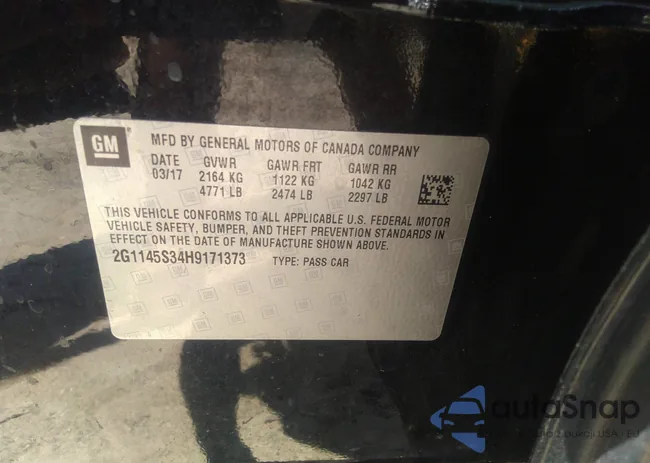 GM
MFD BY GENERAL MOTORS OF CANADA COMPANY
DATE GVWR GAWR FRT GAWR RR
03/17 2164 KG 1122 KG 1042 KG
4771 LB 2474 LB 2297 LB
THIS VEHICLE CONFORMS TO ALL APPLICABLE U.S. FEDERAL MOTOR
VEHICLE SAFETY, BUMPER, AND THEFT PREVENTION STANDARDS IN
EFFECT ON THE DATE OF MANUFACTURE SHOWN ABOVE.
2G1145S34H9171373 TYPE: PASS CAR
autoSnap